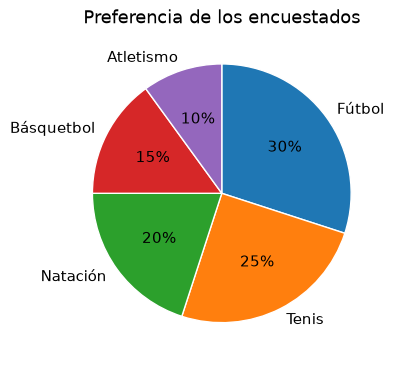 Preferencia de los encuestados
Atletismo
Fútbol
10%
Básquetbol
30%
15%
20%
25%
Natación
Tenis